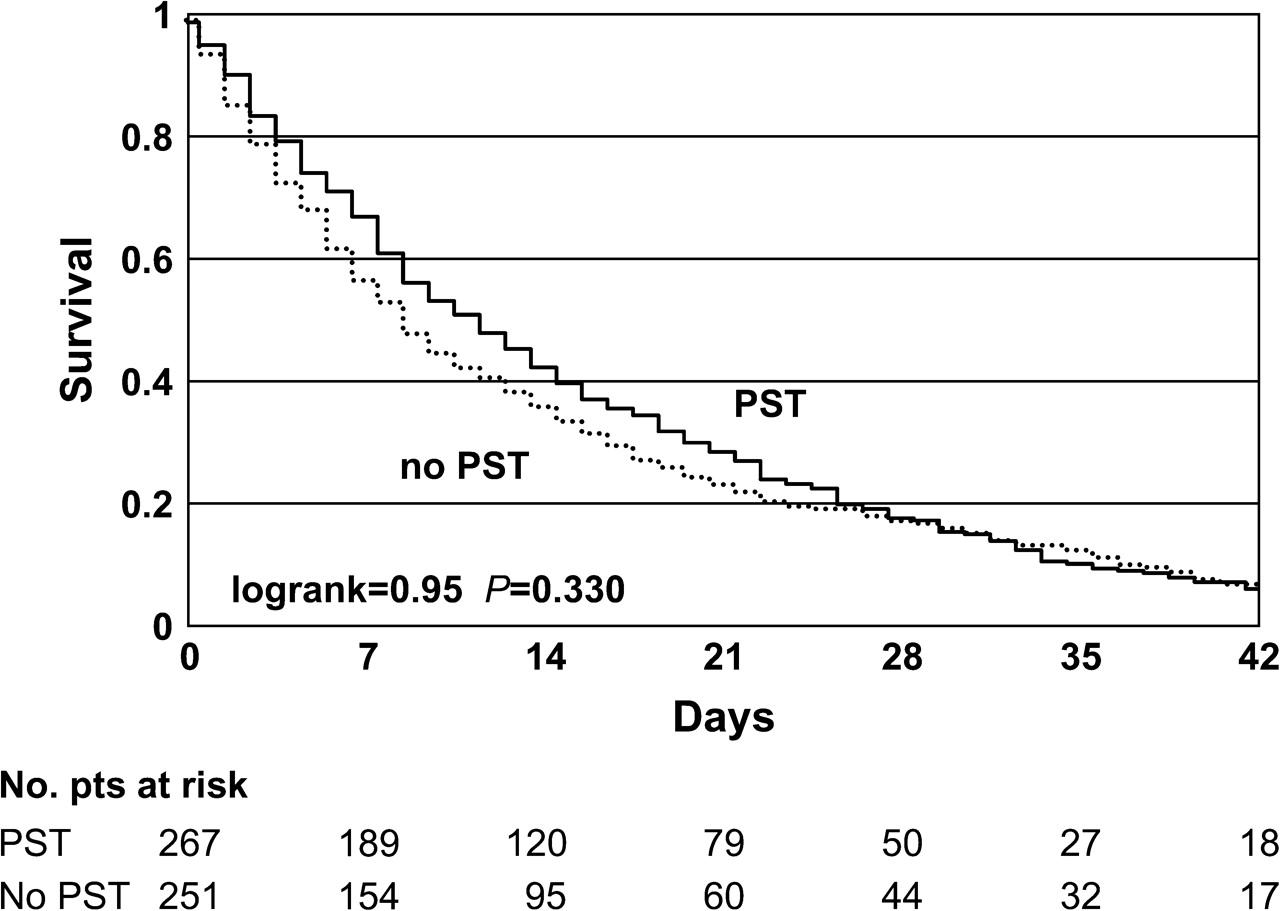 1
0.8
0.6
0.4
0.2
0
Survival
PST
no PST
logrank=0.95 P=0.330
0 7 14 21 28 35 42
Days
No. pts at risk
PST 267 189 120 79 50 27 18
No PST 251 154 95 60 44 32 17